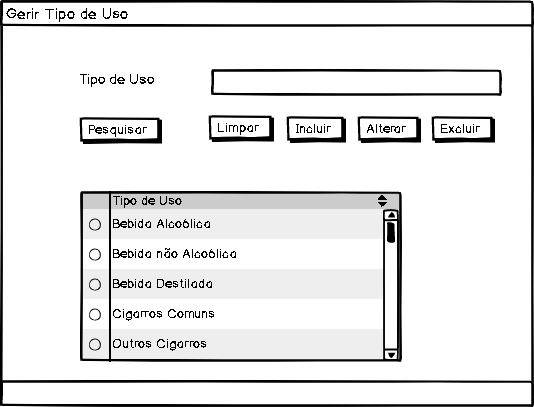 Gerir Tipo de Uso
Tipo de Uso
Pesquisar Limpar Incluir Alterar Excluir
Tipo de Uso
Bebida Alcoólica
Bebida não Alcoólica
Bebida Destilada
Cigarros Comuns
Outros Cigarros